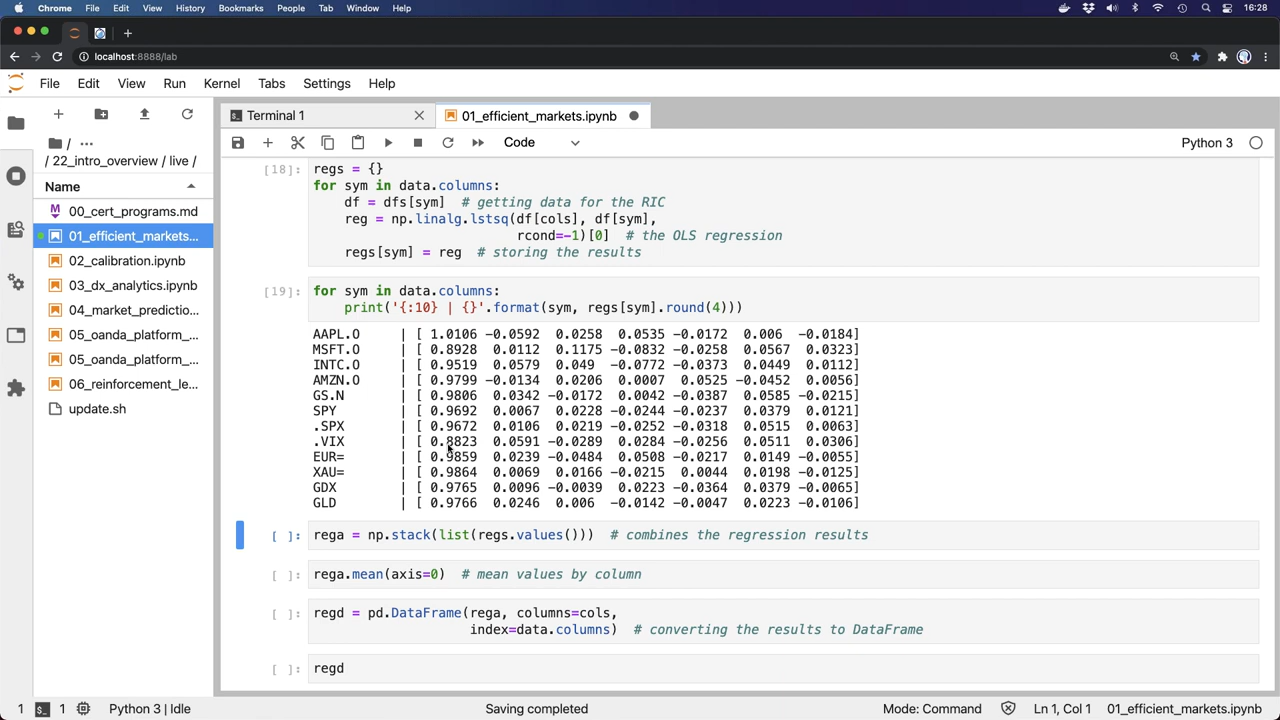 Chrome File Edit View History Bookmarks People Tab Window Help 16:28
localhost:8888/lab
File Edit View Run Kernel Tabs Settings Help
Terminal 1
01_efficient_markets.ipynb
/ ...
/ 22_intro_overview / live /
Code
Python 3
Name
00_cert_programs.md
01_efficient_markets...
02_calibration.ipynb
03_dx_analytics.ipynb
04_market_predictio...
05_oanda_platform_...
05_oanda_platform_...
06_reinforcement_le...
update.sh
[18]: regs = {}
for sym in data.columns:
    df = dfs[sym]  # getting data for the RIC
    reg = np.linalg.lstsq(df[cols], df[sym],
                          rcond=-1)[0]  # the OLS regression
    regs[sym] = reg  # storing the results
[19]: for sym in data.columns:
    print('{:10} | {}'.format(sym, regs[sym].round(4)))
AAPL.O     | [ 1.0106 -0.0592  0.0258  0.0535 -0.0172  0.006  -0.0184]
MSFT.O     | [ 0.8928  0.0112  0.1175 -0.0832 -0.0258  0.0567  0.0323]
INTC.O     | [ 0.9519  0.0579  0.049  -0.0772 -0.0373  0.0449  0.0112]
AMZN.O     | [ 0.9799 -0.0134  0.0206  0.0007  0.0525 -0.0452  0.0056]
GS.N       | [ 0.9806  0.0342 -0.0172  0.0042 -0.0387  0.0585 -0.0215]
SPY        | [ 0.9692  0.0067  0.0228 -0.0244 -0.0237  0.0379  0.0121]
.SPX       | [ 0.9672  0.0106  0.0219 -0.0252 -0.0318  0.0515  0.0063]
.VIX       | [ 0.8823  0.0591 -0.0289  0.0284 -0.0256  0.0511  0.0306]
EUR=       | [ 0.9859  0.0239 -0.0484  0.0508 -0.0217  0.0149 -0.0055]
XAU=       | [ 0.9864  0.0069  0.0166 -0.0215  0.0044  0.0198 -0.0125]
GDX        | [ 0.9765  0.0096 -0.0039  0.0223 -0.0364  0.0379 -0.0065]
GLD        | [ 0.9766  0.0246  0.006  -0.0142 -0.0047  0.0223 -0.0106]
[ ]: rega = np.stack(list(regs.values()))  # combines the regression results
[ ]: rega.mean(axis=0)  # mean values by column
[ ]: regd = pd.DataFrame(rega, columns=cols,
                    index=data.columns)  # converting the results to DataFrame
[ ]: regd
1 1 Python 3 | Idle Saving completed Mode: Command Ln 1, Col 1 01_efficient_markets.ipynb